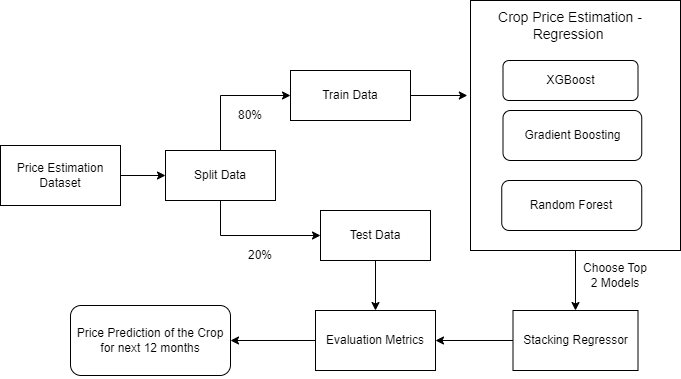 Crop Price Estimation -
Regression
XGBoost
Train Data
80%
Gradient Boosting
Price Estimation
Dataset
Split Data
Random Forest
Test Data
20%
Choose Top
2 Models
Price Prediction of the Crop
for next 12 months
Evaluation Metrics
Stacking Regressor